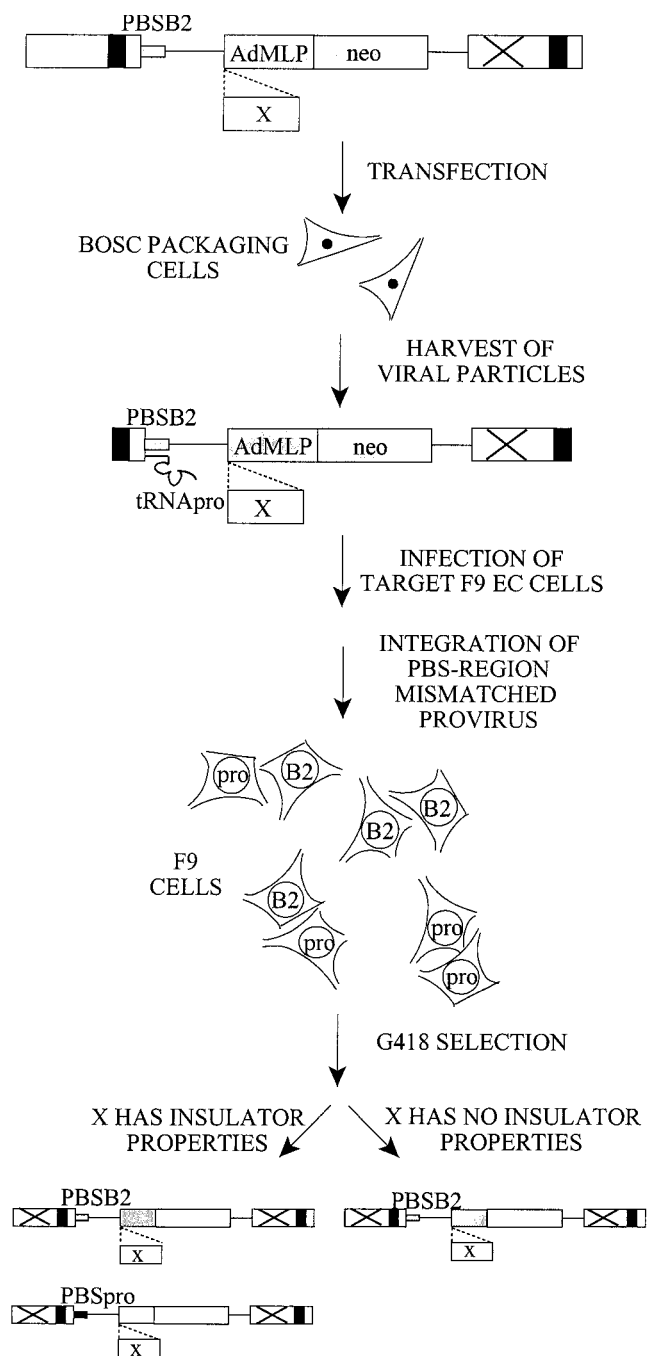 PBSB2
AdMLP neo
X
TRANSFECTION
BOSC PACKAGING
CELLS
HARVEST OF
VIRAL PARTICLES
PBSB2
AdMLP neo
tRNApro
X
INFECTION OF
TARGET F9 EC CELLS
INTEGRATION OF
PBS-REGION
MISMATCHED
PROVIRUS
pro B2
B2 B2
F9
CELLS
B2
pro
pro
pro
G418 SELECTION
X HAS INSULATOR
PROPERTIES
X HAS NO INSULATOR
PROPERTIES
PBSB2
X
PBSB2
X
PBSpro
X